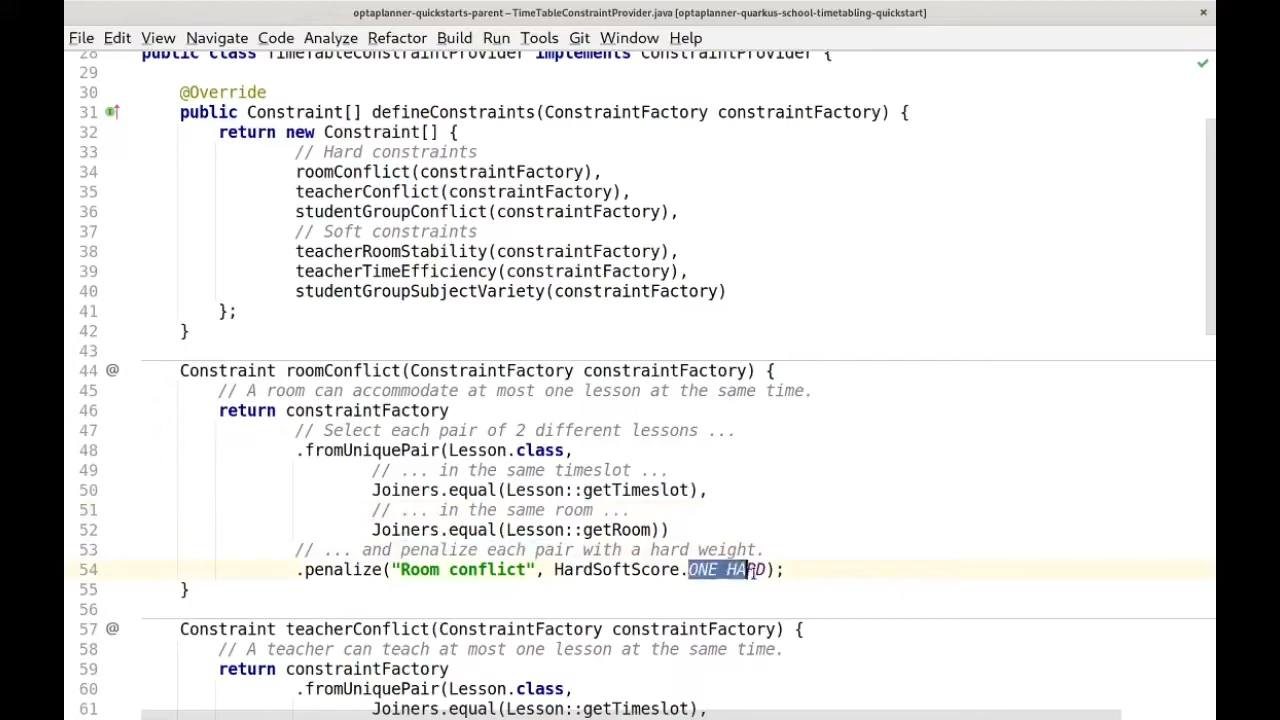 optaplanner-quickstarts-parent – TimeTableConstraintProvider.java [optaplanner-quarkus-school-timetabling-quickstart] ×
File Edit View Navigate Code Analyze Refactor Build Run Tools Git Window Help
28 public class TimeTableConstraintProvider implements ConstraintProvider {
29
30 @Override
31 public Constraint[] defineConstraints(ConstraintFactory constraintFactory) {
32 return new Constraint[] {
33 // Hard constraints
34 roomConflict(constraintFactory),
35 teacherConflict(constraintFactory),
36 studentGroupConflict(constraintFactory),
37 // Soft constraints
38 teacherRoomStability(constraintFactory),
39 teacherTimeEfficiency(constraintFactory),
40 studentGroupSubjectVariety(constraintFactory)
41 };
42 }
43
44 @ Constraint roomConflict(ConstraintFactory constraintFactory) {
45 // A room can accommodate at most one lesson at the same time.
46 return constraintFactory
47 // Select each pair of 2 different lessons ...
48 .fromUniquePair(Lesson.class,
49 // ... in the same timeslot ...
50 Joiners.equal(Lesson::getTimeslot),
51 // ... in the same room ...
52 Joiners.equal(Lesson::getRoom))
53 // ... and penalize each pair with a hard weight.
54 .penalize("Room conflict", HardSoftScore.ONE_HARD);
55 }
56
57 @ Constraint teacherConflict(ConstraintFactory constraintFactory) {
58 // A teacher can teach at most one lesson at the same time.
59 return constraintFactory
60 .fromUniquePair(Lesson.class,
61 Joiners.equal(Lesson::getTimeslot),